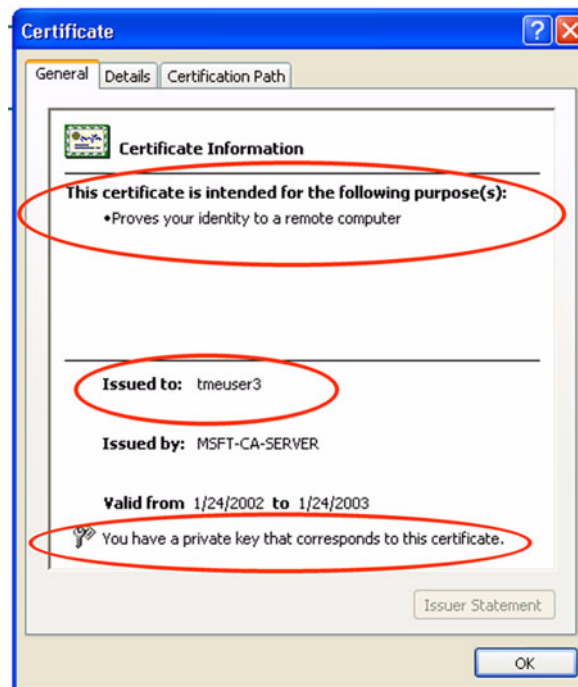 Certificate
General Details Certification Path
Certificate Information
This certificate is intended for the following purpose(s):
•Proves your identity to a remote computer
Issued to: tmeuser3
Issued by: MSFT-CA-SERVER
Valid from 1/24/2002 to 1/24/2003
You have a private key that corresponds to this certificate.
Issuer Statement
OK